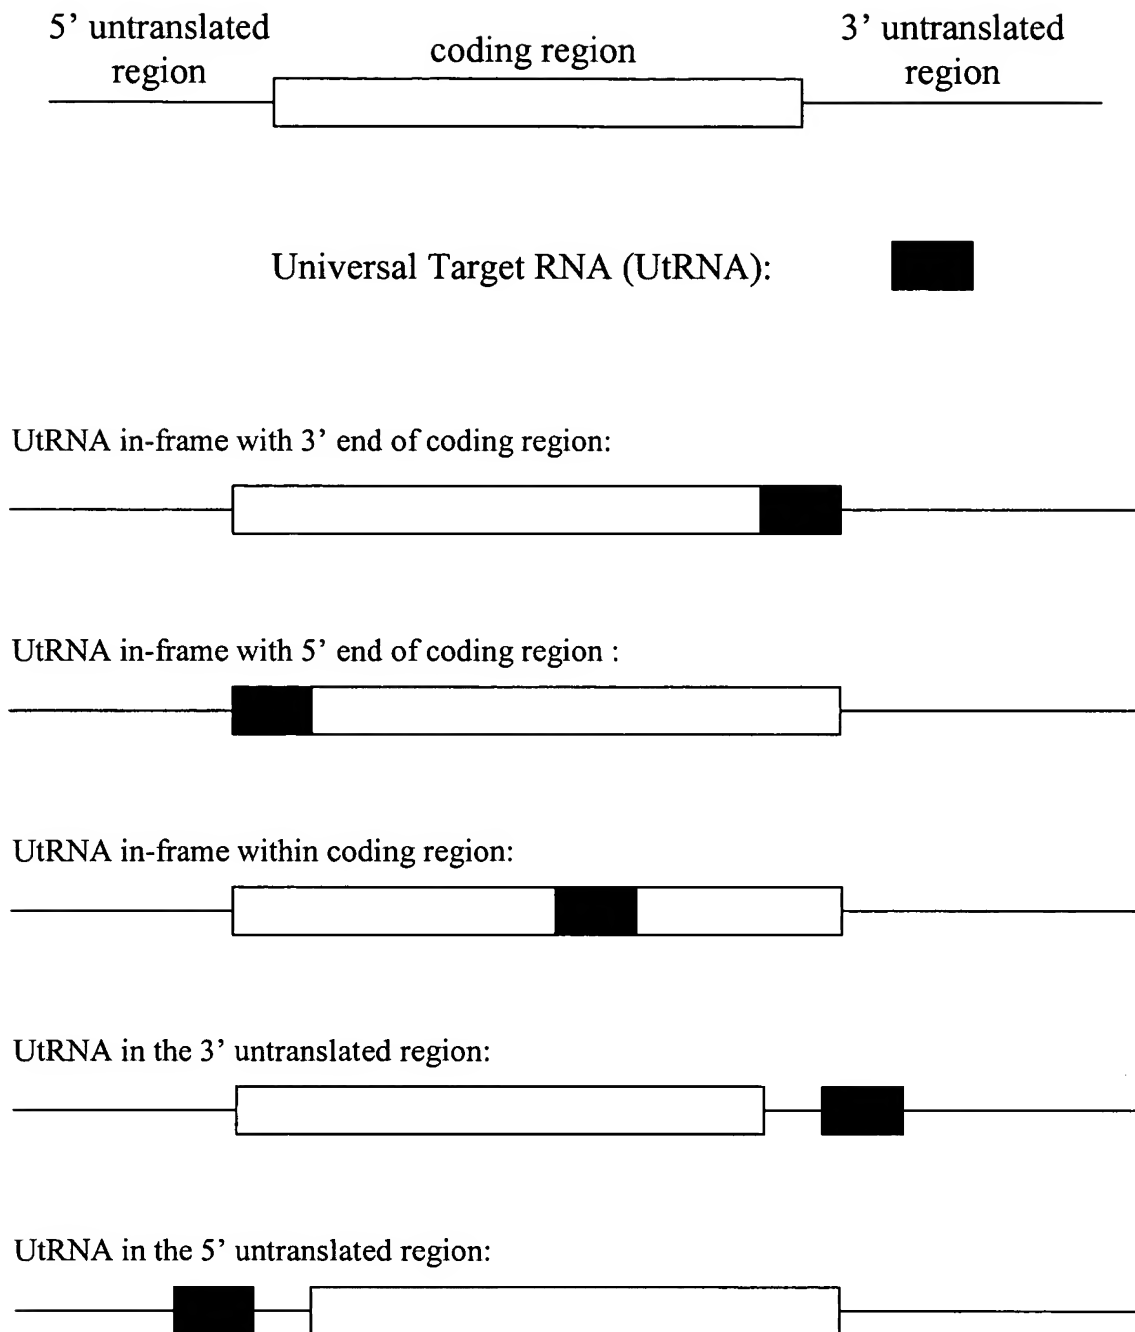 5’ untranslated
region
coding region
3’ untranslated
region
Universal Target RNA (UtRNA):
UtRNA in-frame with 3’ end of coding region:
UtRNA in-frame with 5’ end of coding region :
UtRNA in-frame within coding region:
UtRNA in the 3’ untranslated region:
UtRNA in the 5’ untranslated region: